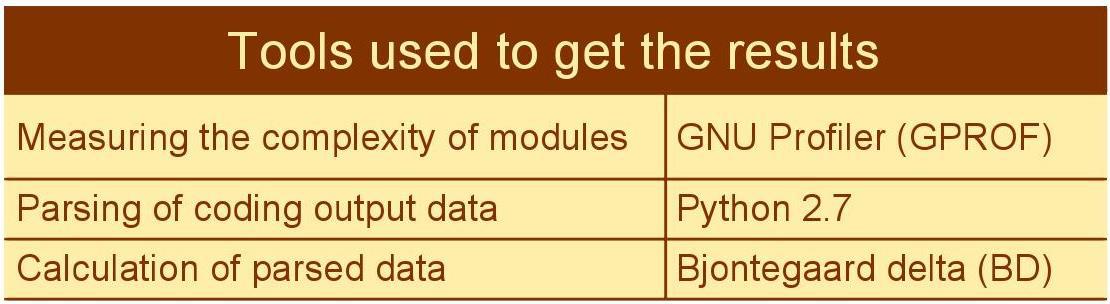 Tools used to get the results
Measuring the complexity of modules GNU Profiler (GPROF)
Parsing of coding output data Python 2.7
Calculation of parsed data Bjontegaard delta (BD)